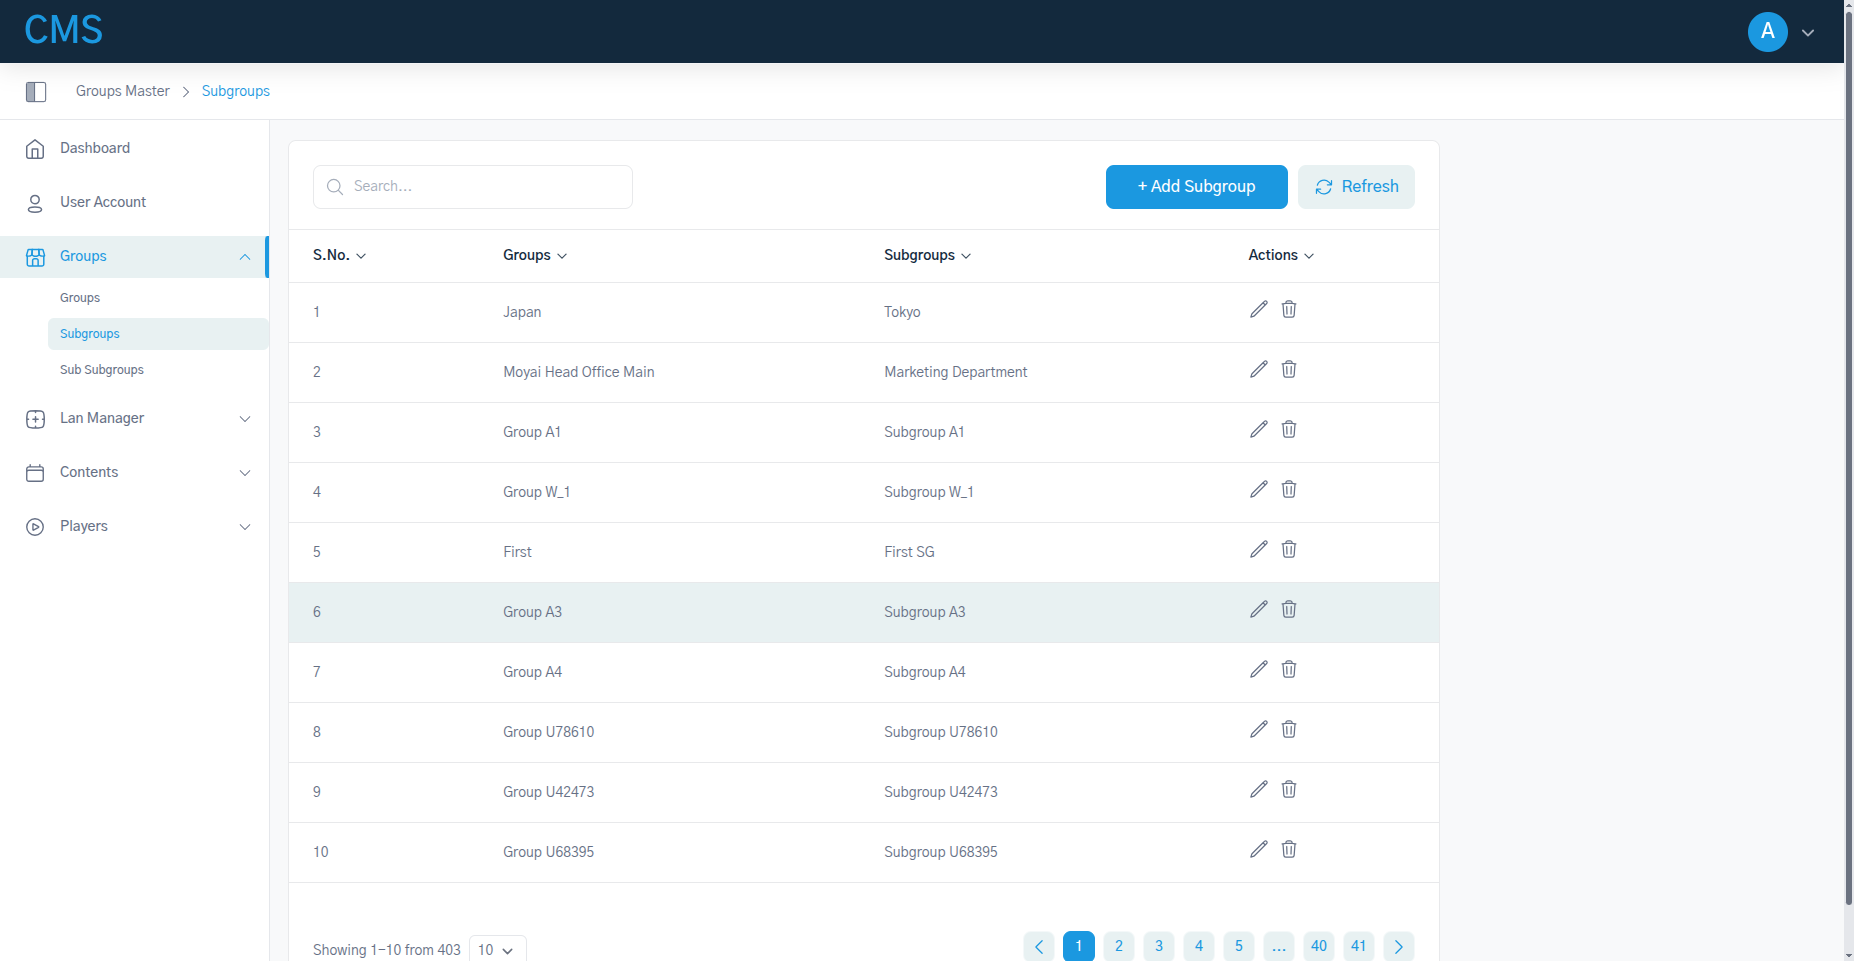 CMS
A
Groups Master > Subgroups
Dashboard
User Account
Groups
Groups
Subgroups
Sub Subgroups
Lan Manager
Contents
Players
Search...
+ Add Subgroup
Refresh
S.No. Groups Subgroups Actions
1 Japan Tokyo
2 Moyai Head Office Main Marketing Department
3 Group A1 Subgroup A1
4 Group W_1 Subgroup W_1
5 First First SG
6 Group A3 Subgroup A3
7 Group A4 Subgroup A4
8 Group U78610 Subgroup U78610
9 Group U42473 Subgroup U42473
10 Group U68395 Subgroup U68395
Showing 1-10 from 403 10
1 2 3 4 5 ... 40 41